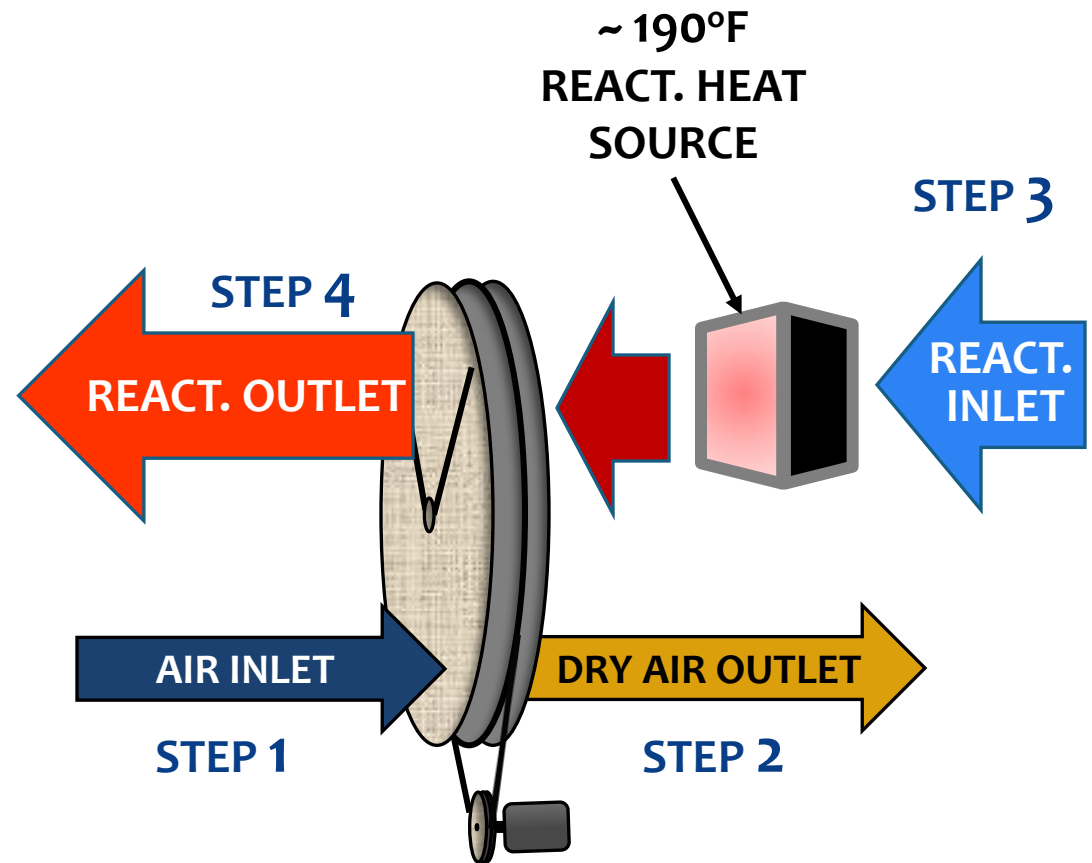 ~ 190°F
REACT. HEAT
SOURCE
STEP 3
STEP 4
REACT. OUTLET
REACT.
INLET
AIR INLET
DRY AIR OUTLET
STEP 1
STEP 2